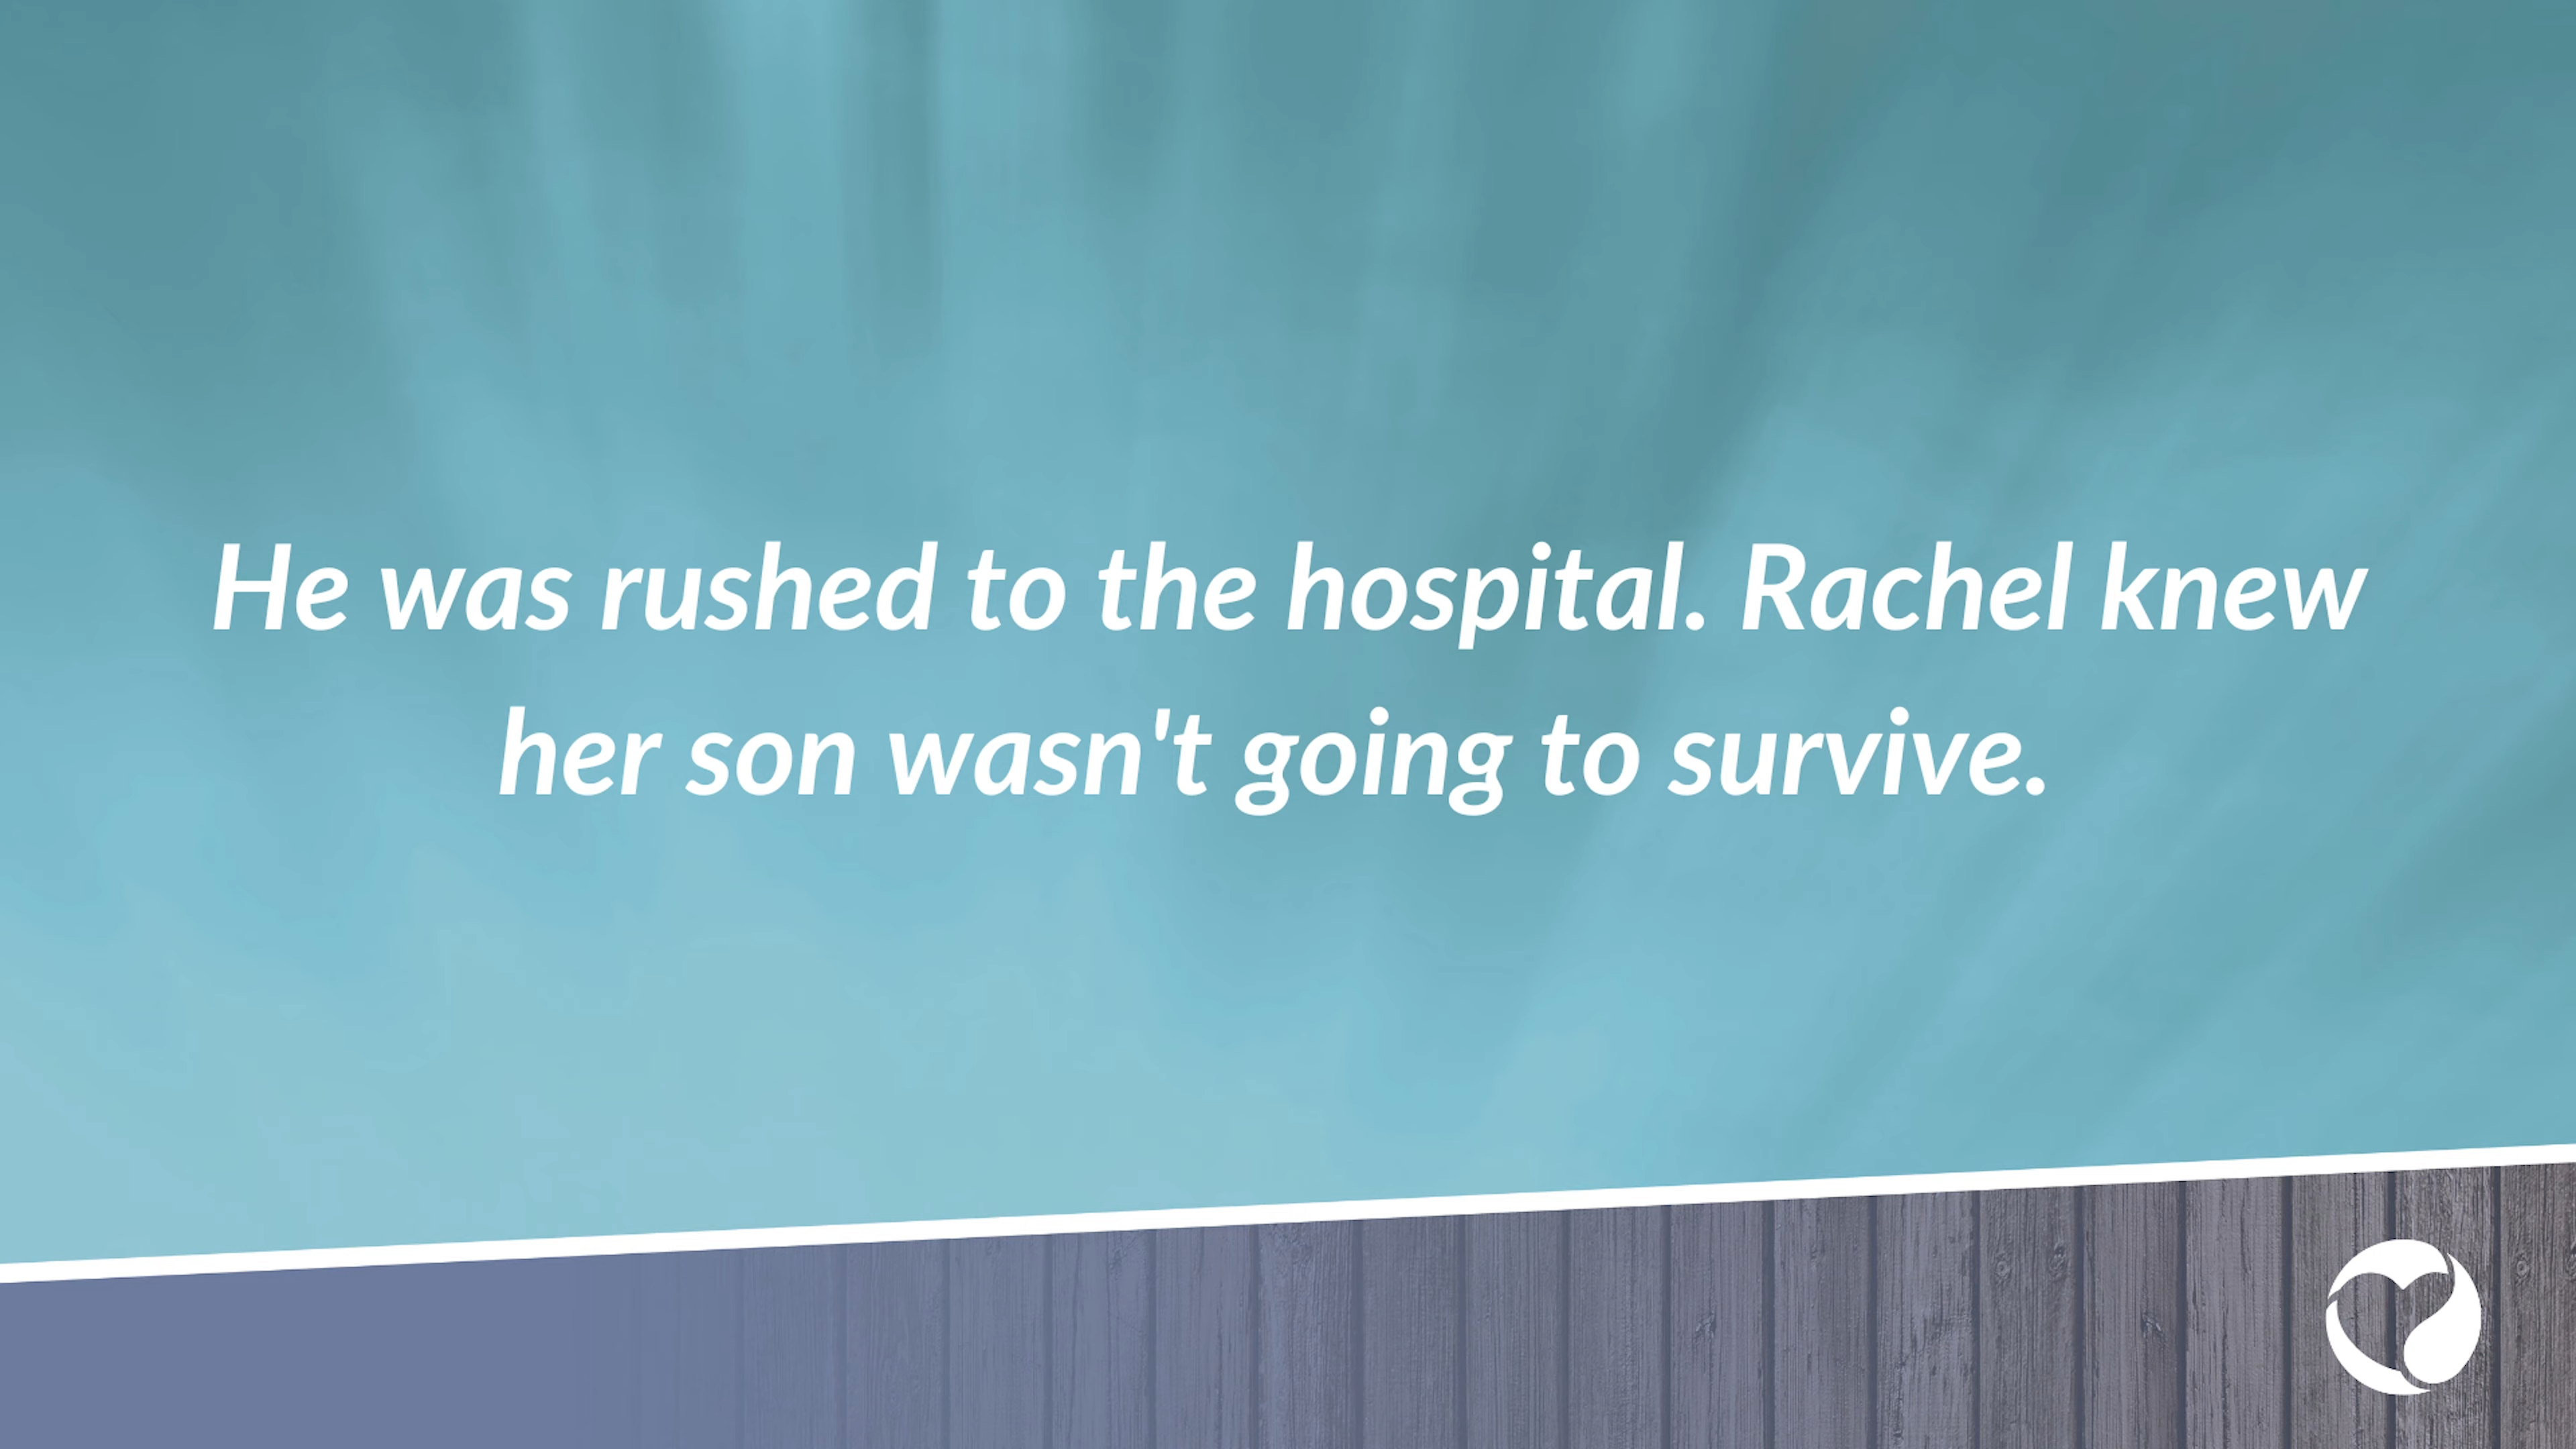 He was rushed to the hospital. Rachel knew
her son wasn't going to survive.